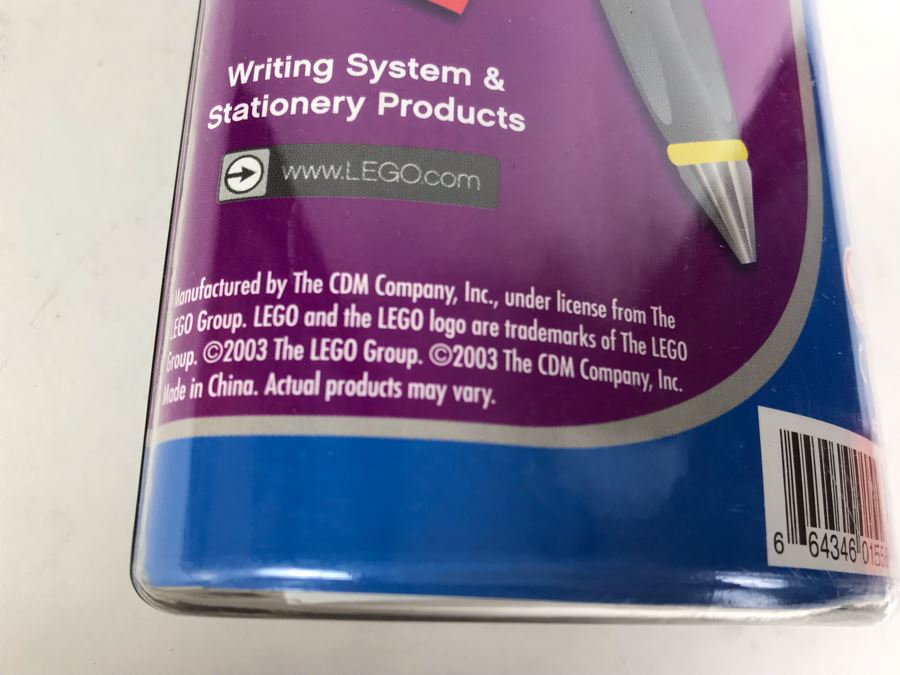 Writing System &
Stationery Products
www.LEGO.com
Manufactured by The CDM Company, Inc., under license from The
LEGO Group. LEGO and the LEGO logo are trademarks of The LEGO
Group. ©2003 The LEGO Group. ©2003 The CDM Company, Inc.
Made in China. Actual products may vary.
6 64346